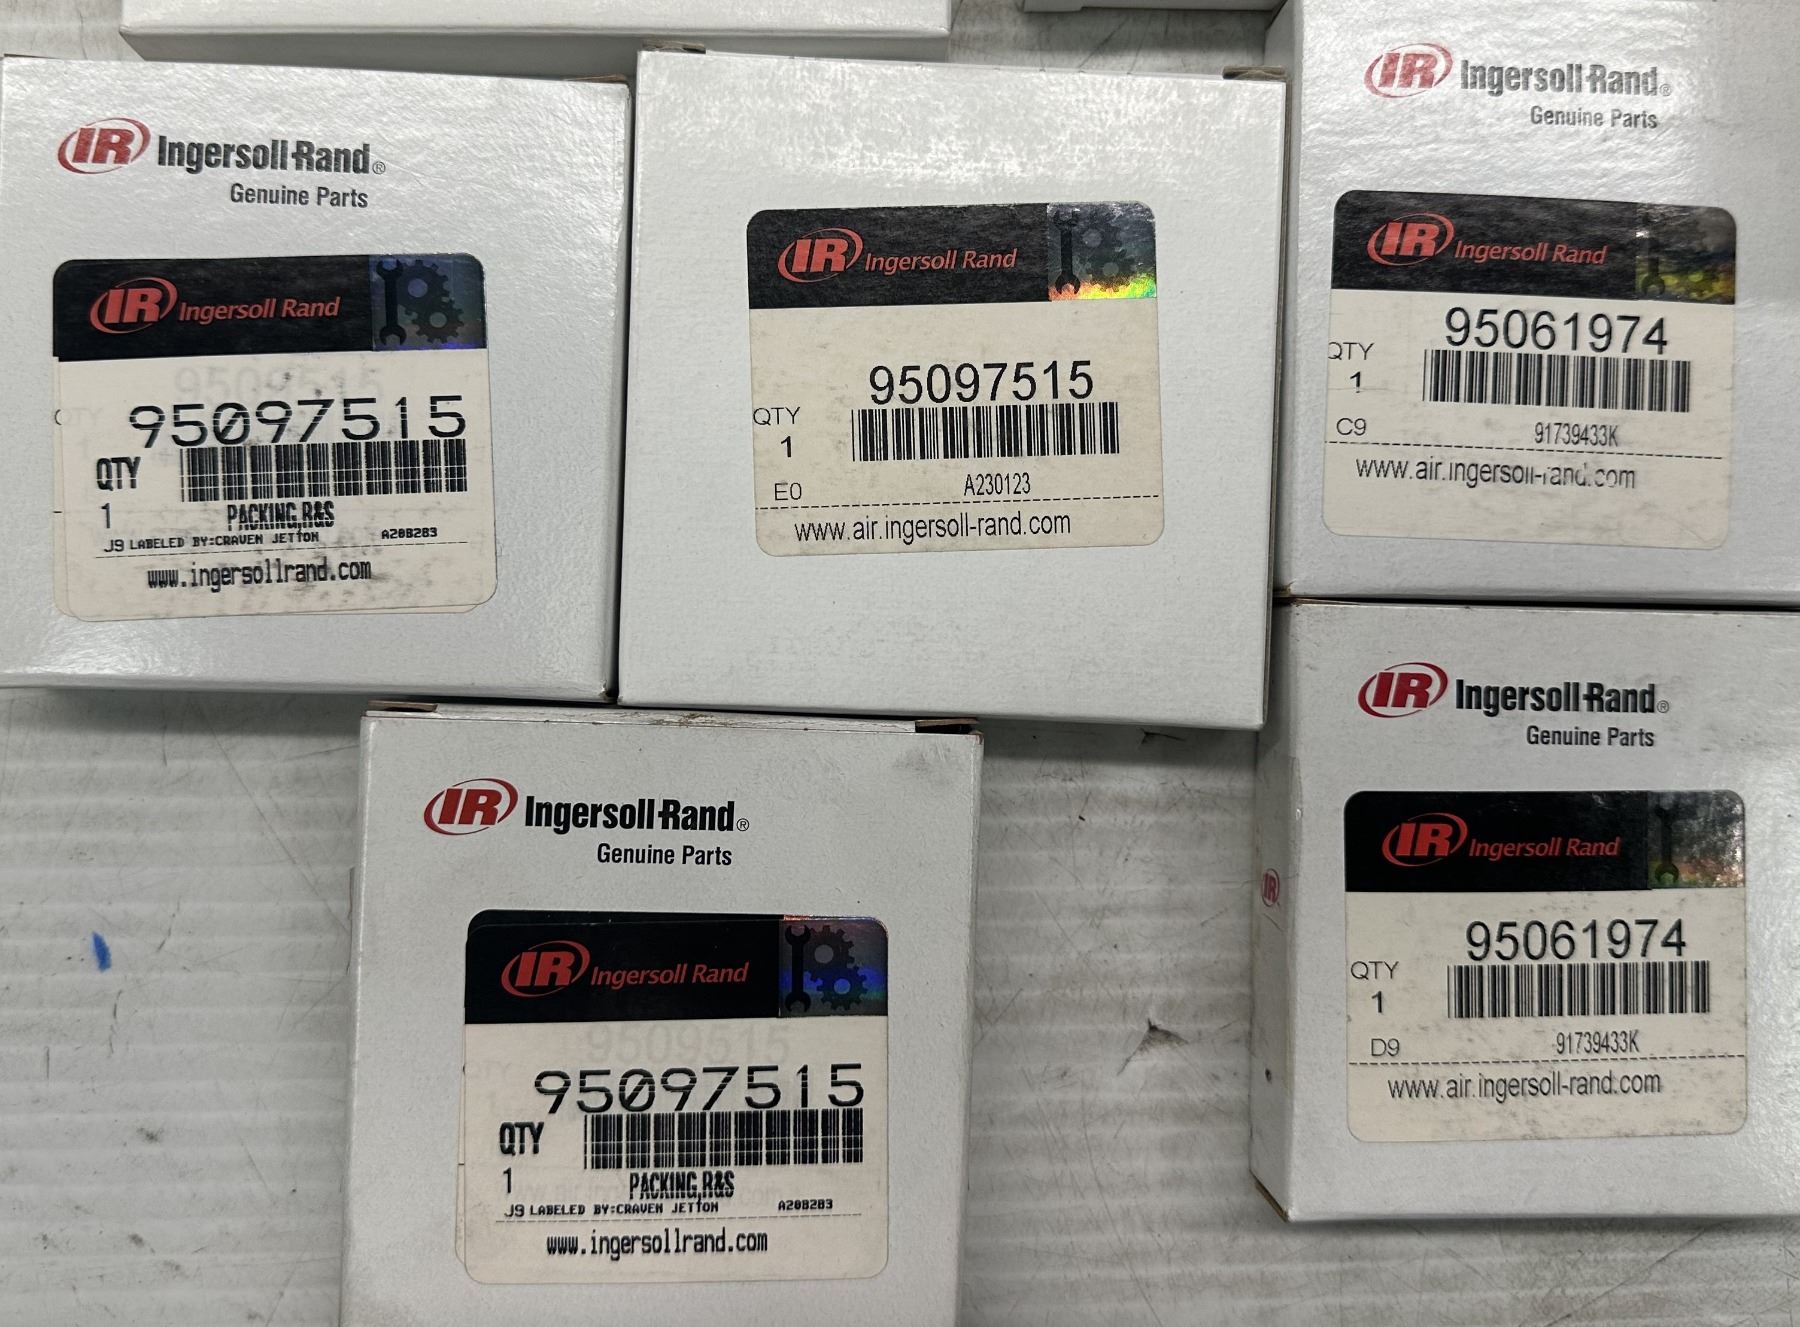 IR Ingersoll Rand®
Genuine Parts
IR Ingersoll Rand
95097515
QTY
1
PACKING,R&S
J9 LABELED BY:CRAVEN JETTON A20B2B3
www.ingersollrand.com
IR Ingersoll Rand
95097515
QTY
1
E0 A230123
www.air.ingersoll-rand.com
IR Ingersoll Rand®
Genuine Parts
IR Ingersoll Rand
95061974
QTY
1
C9 91739433K
www.air.ingersoll-rand.com
IR Ingersoll Rand®
Genuine Parts
IR Ingersoll Rand
95097515
QTY
1
PACKING,R&S
J9 LABELED BY:CRAVEN JETTON A20B2B3
www.ingersollrand.com
IR Ingersoll Rand®
Genuine Parts
IR
IR Ingersoll Rand
95061974
QTY
1
D9 91739433K
www.air.ingersoll-rand.com